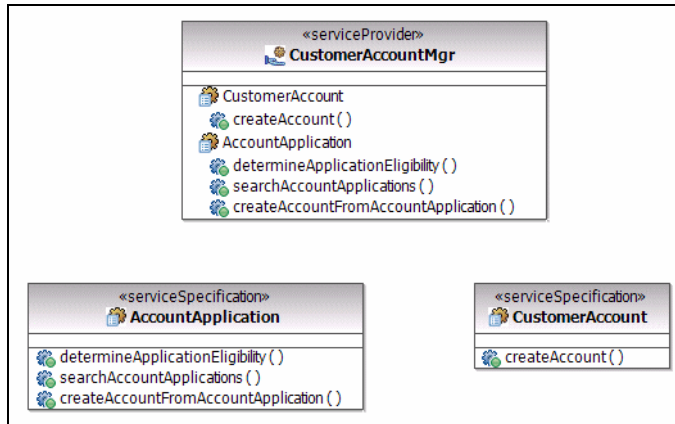 «serviceProvider»
CustomerAccountMgr
CustomerAccount
createAccount ( )
AccountApplication
determineApplicationEligibility ( )
searchAccountApplications ( )
createAccountFromAccountApplication ( )
«serviceSpecification»
AccountApplication
determineApplicationEligibility ( )
searchAccountApplications ( )
createAccountFromAccountApplication ( )
«serviceSpecification»
CustomerAccount
createAccount ( )